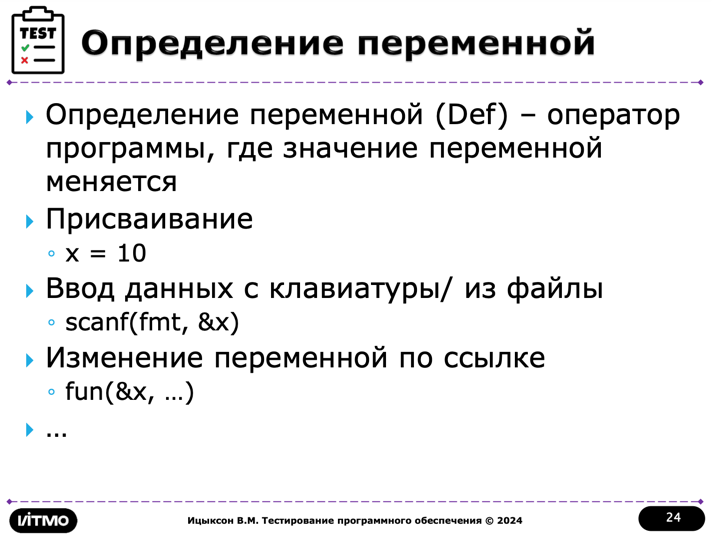 TEST
Определение переменной
Определение переменной (Def) – оператор
программы, где значение переменной
меняется
Присваивание
x = 10
Ввод данных с клавиатуры/ из файлы
scanf(fmt, &x)
Изменение переменной по ссылке
fun(&x, …)
…
ИTMO
Ицыксон В.М. Тестирование программного обеспечения © 2024
24